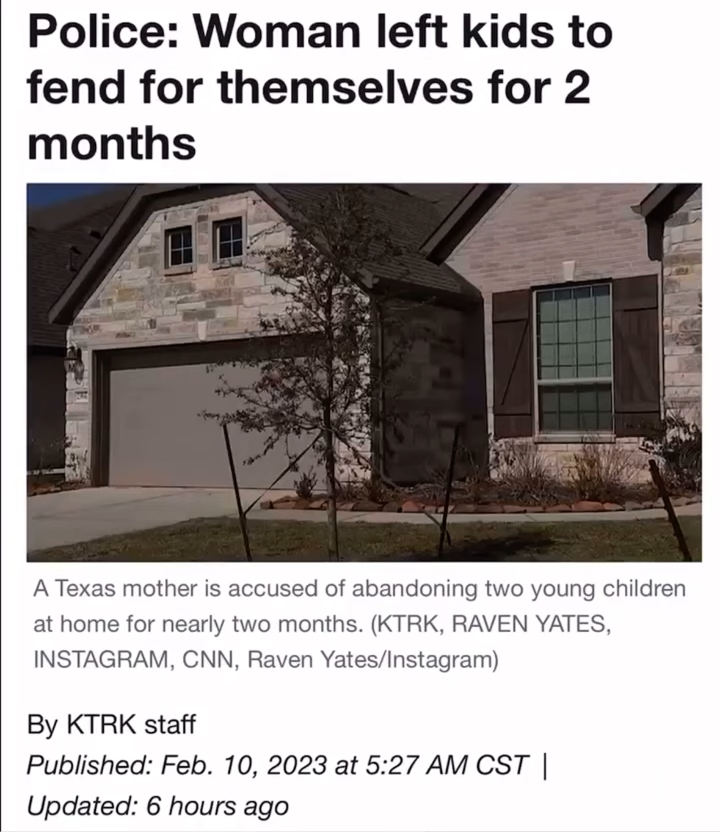 Police: Woman left kids to
fend for themselves for 2
months
A Texas mother is accused of abandoning two young children
at home for nearly two months. (KTRK, RAVEN YATES,
INSTAGRAM, CNN, Raven Yates/Instagram)
By KTRK staff
Published: Feb. 10, 2023 at 5:27 AM CST |
Updated: 6 hours ago